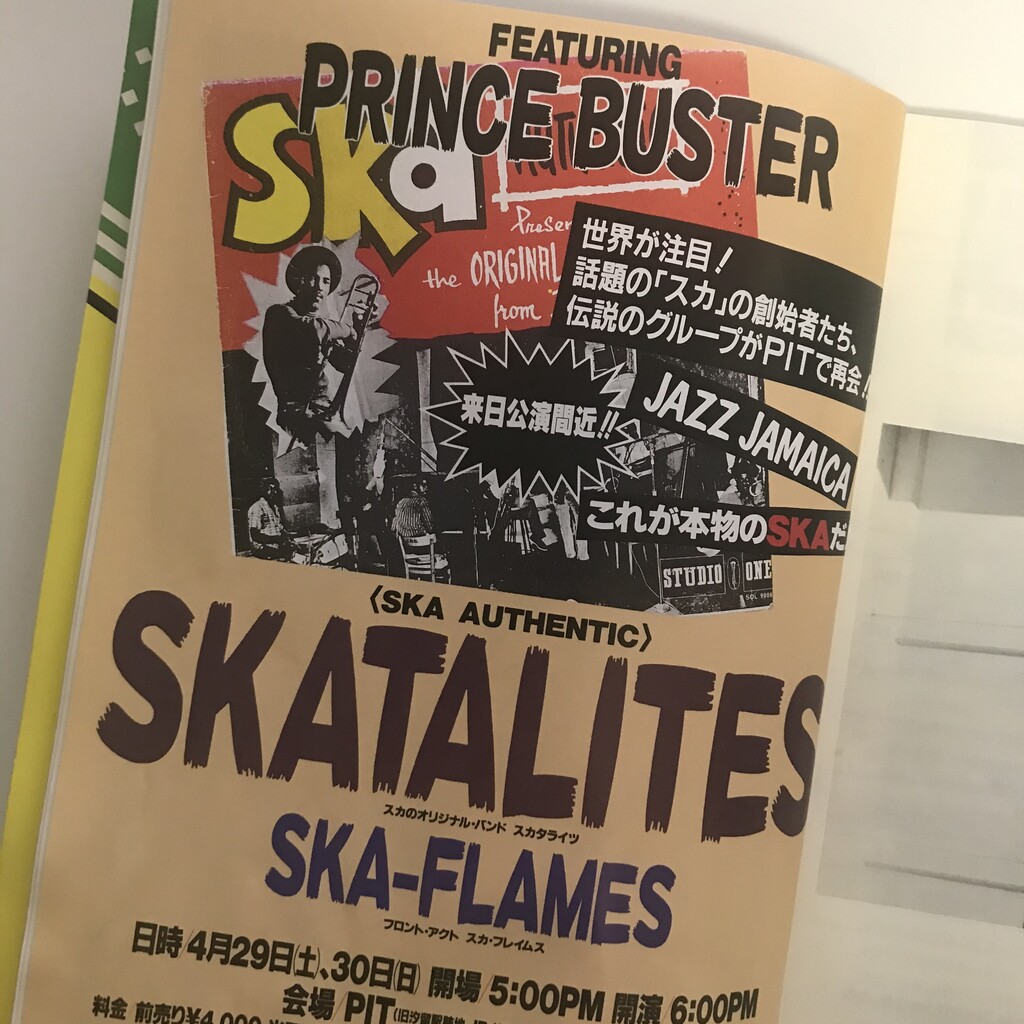 FEATURING
PRINCE BUSTER
Ska
the ORIGINAL
from
世界が注目!
話題の「スカ」の創始者たち、
伝説のグループがPITで再会!
来日公演間近!!
JAZZ JAMAICA
これが本物のSKAだ
STUDIO ONE
〈SKA AUTHENTIC〉
SKATALITES
スカのオリジナル・バンド スカタライツ
SKA-FLAMES
フロント・アクト スカ・フレイムス
日時/4月29日(土)、30日(日) 開場/5:00PM 開演/6:00PM
会場/PIT
料金 前売り¥4,000